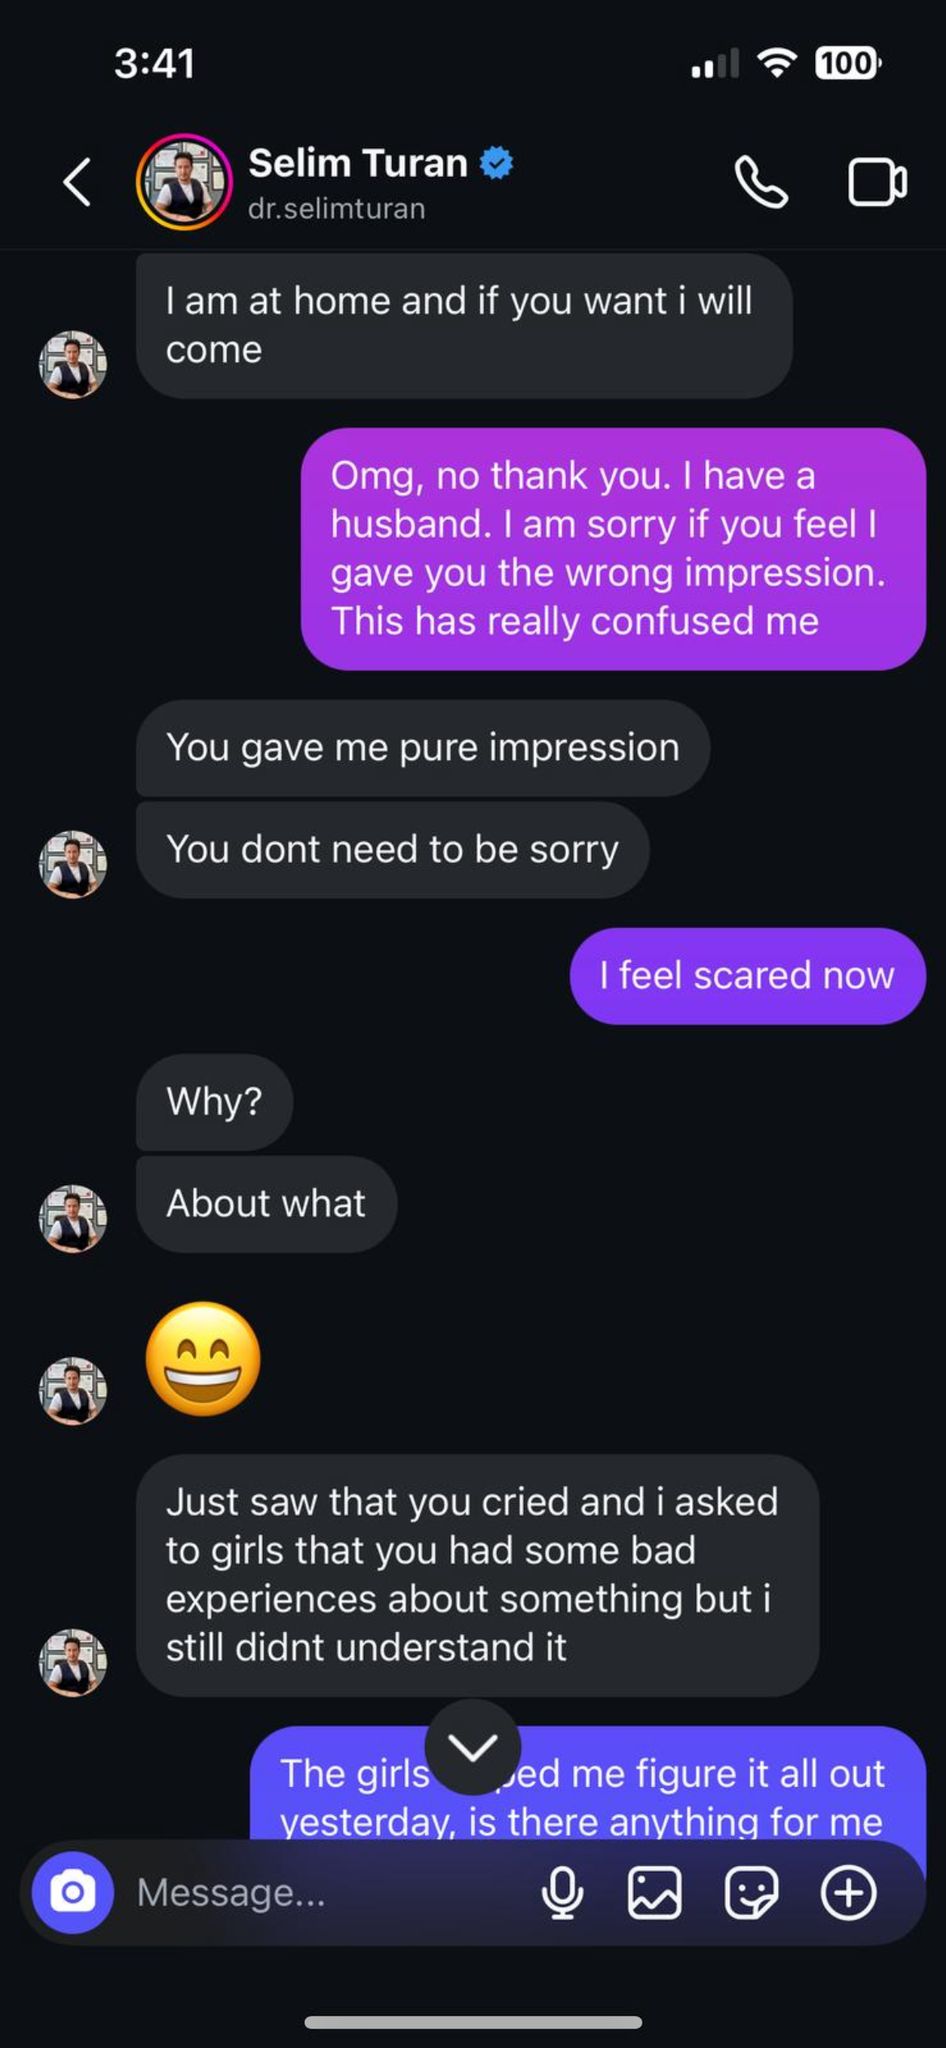 3:41
100
Selim Turan
dr.selimturan
I am at home and if you want i will
come
Omg, no thank you. I have a
husband. I am sorry if you feel I
gave you the wrong impression.
This has really confused me
You gave me pure impression
You dont need to be sorry
I feel scared now
Why?
About what
Just saw that you cried and i asked
to girls that you had some bad
experiences about something but i
still didnt understand it
The girls me figure it all out
yesterday, is there anything for me
Message...